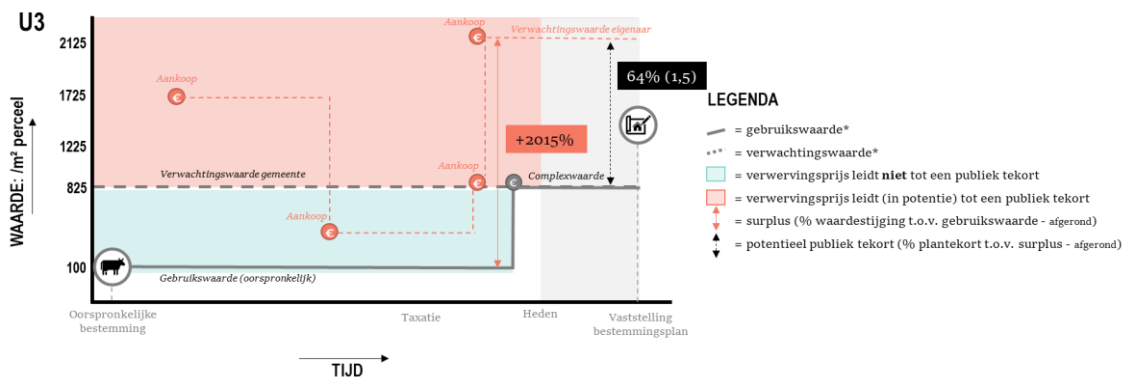 U3
WAARDE: /m² perceel
2125
1725
1225
825
100
Aankoop
€
Verwachtingswaarde eigenaar
Aankoop
€
64% (1,5)
+2015%
Aankoop
€
€
Complexwaarde
Verwachtingswaarde gemeente
Aankoop
€
Gebruikswaarde (oorspronkelijk)
Oorspronkelijke
bestemming
Taxatie
Heden
Vaststelling
bestemmingsplan
TIJD
LEGENDA
= gebruikswaarde*
= verwachtingswaarde*
= verwervingsprijs leidt niet tot een publiek tekort
= verwervingsprijs leidt (in potentie) tot een publiek tekort
= surplus (% waardestijging t.o.v. gebruikswaarde - afgerond)
= potentieel publiek tekort (% plantekort t.o.v. surplus - afgerond)